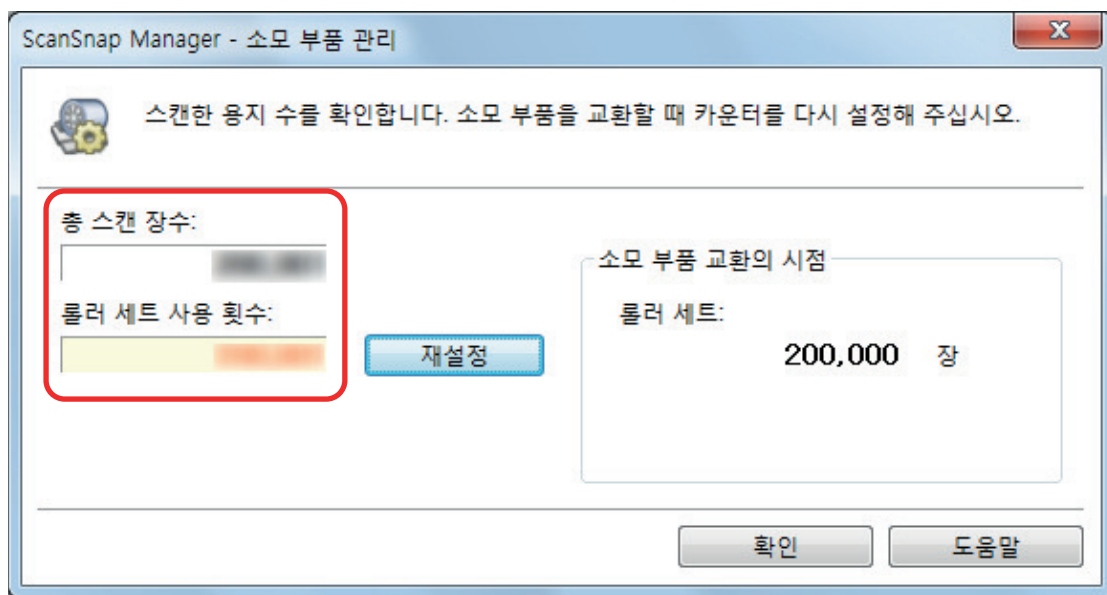 ScanSnap Manager - 소모 부품 관리
스캔한 용지 수를 확인합니다. 소모 부품을 교환할 때 카운터를 다시 설정해 주십시오.
총 스캔 장수:
롤러 세트 사용 횟수:
재설정
소모 부품 교환의 시점
롤러 세트:
200,000 장
확인
도움말